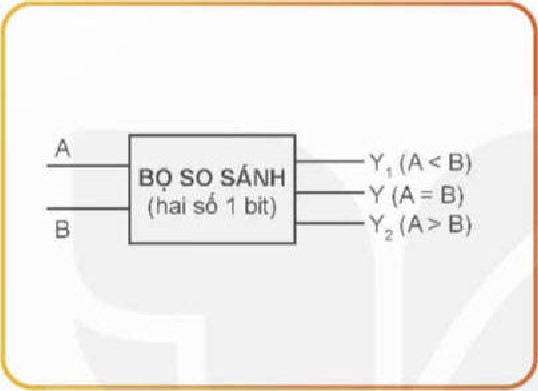 A
B
BỘ SO SÁNH
(hai số 1 bit)
Y₁ (A < B)
Y (A = B)
Y₂ (A > B)